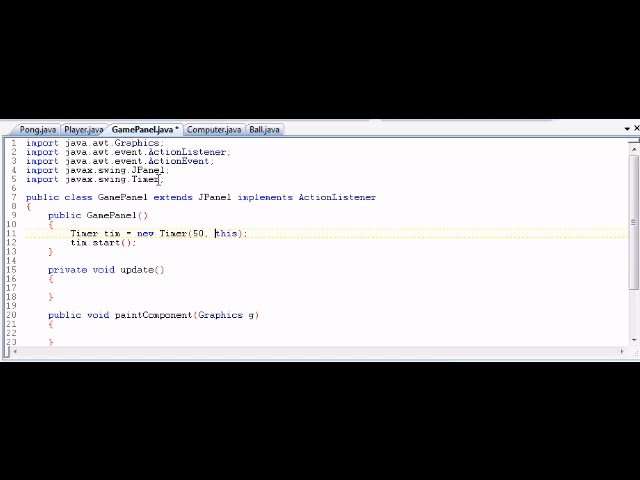 Pong.java Player.java GamePanel.java * Computer.java Ball.java
1 import java.awt.Graphics;
2 import java.awt.event.ActionListener;
3 import java.awt.event.ActionEvent;
4 import javax.swing.JPanel;
5 import javax.swing.Timer;
6
7 public class GamePanel extends JPanel implements ActionListener
8 {
9 public GamePanel()
10 {
11 Timer tim = new Timer(50, this);
12 tim.start();
13 }
14
15 private void update()
16 {
17
18 }
19
20 public void paintComponent(Graphics g)
21 {
22
23 }